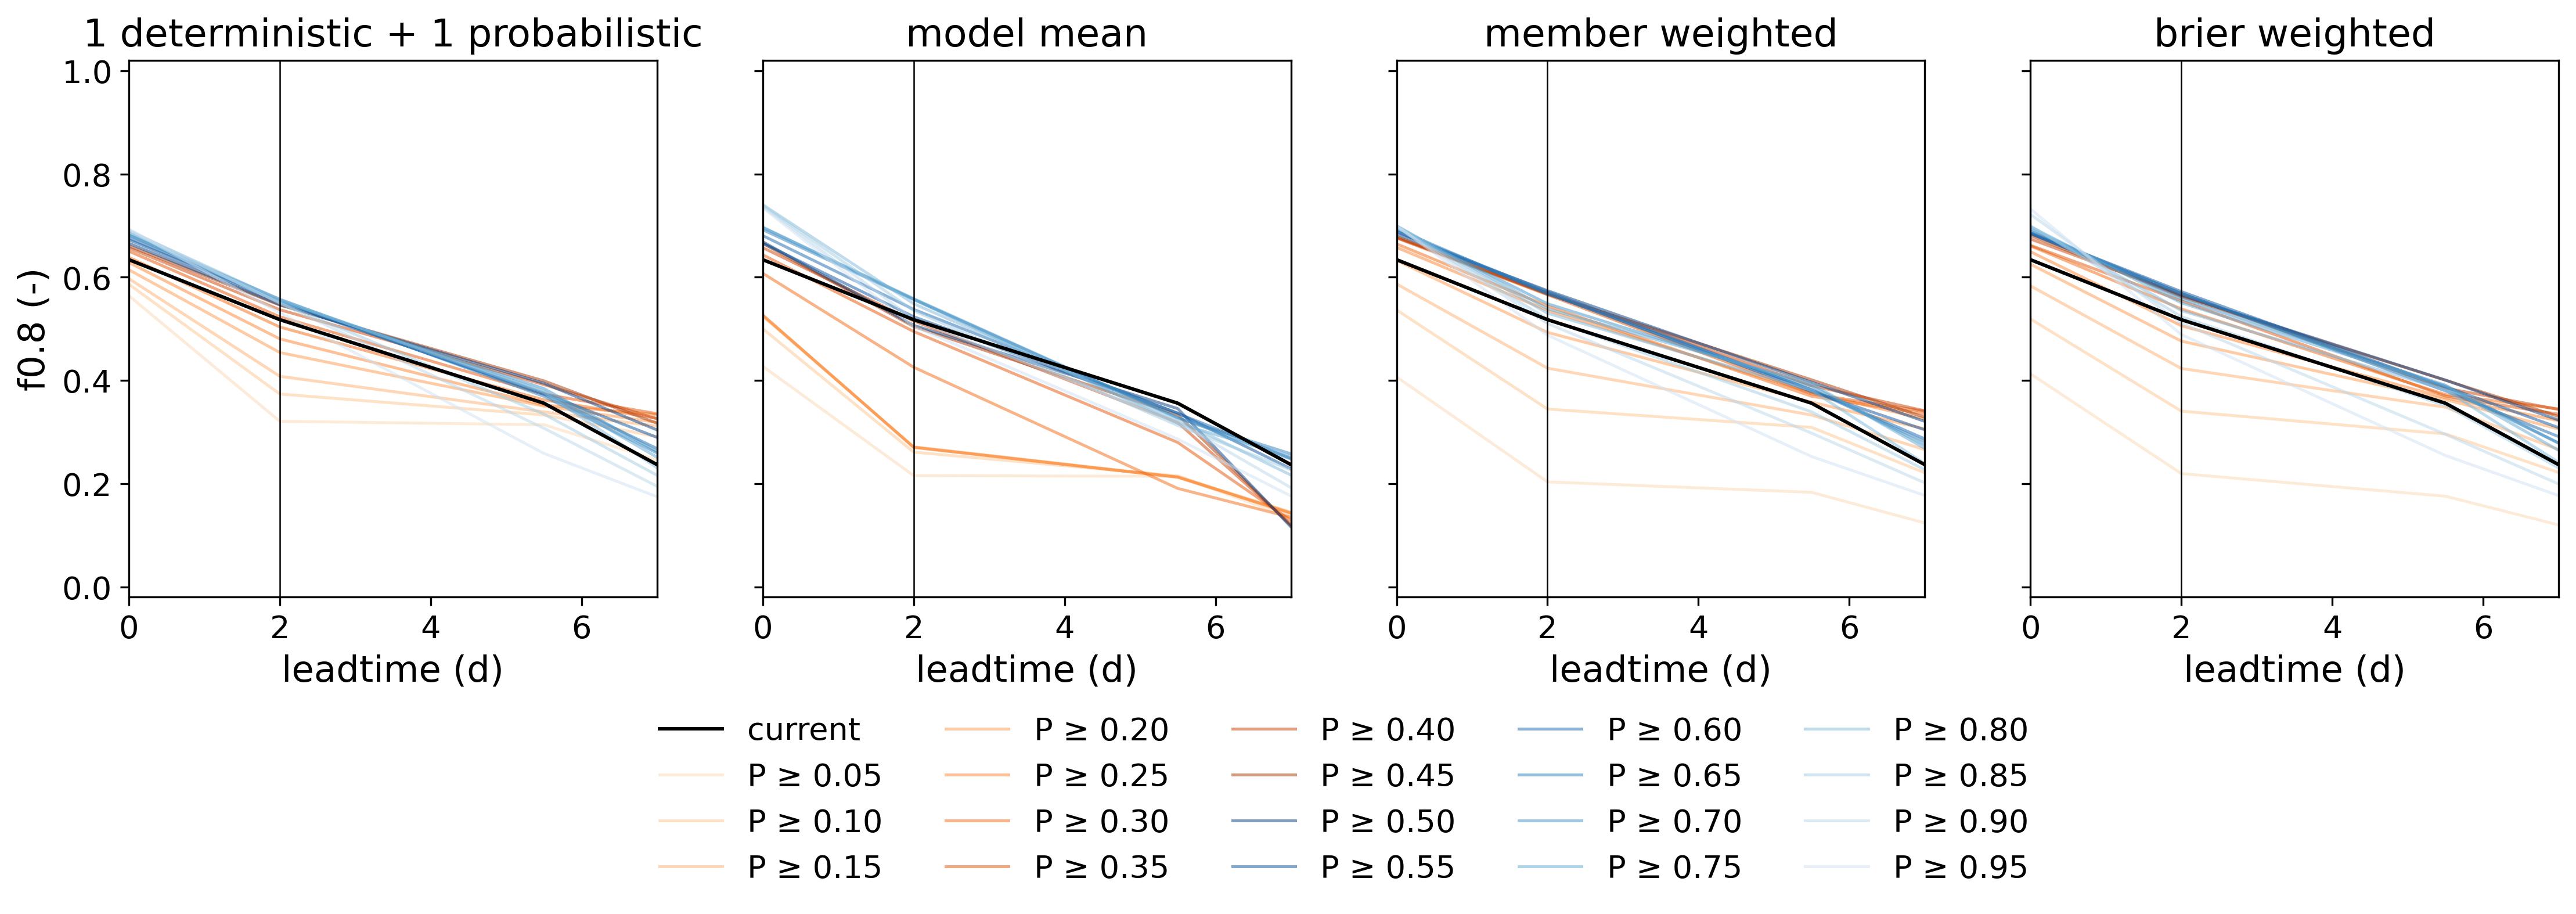 1 deterministic + 1 probabilistic
model mean
member weighted
brier weighted
f0.8 (-)
1.0
0.8
0.6
0.4
0.2
0.0
0 2 4 6
0 2 4 6
0 2 4 6
0 2 4 6
leadtime (d)
leadtime (d)
leadtime (d)
leadtime (d)
current
P ≥ 0.05
P ≥ 0.10
P ≥ 0.15
P ≥ 0.20
P ≥ 0.25
P ≥ 0.30
P ≥ 0.35
P ≥ 0.40
P ≥ 0.45
P ≥ 0.50
P ≥ 0.55
P ≥ 0.60
P ≥ 0.65
P ≥ 0.70
P ≥ 0.75
P ≥ 0.80
P ≥ 0.85
P ≥ 0.90
P ≥ 0.95